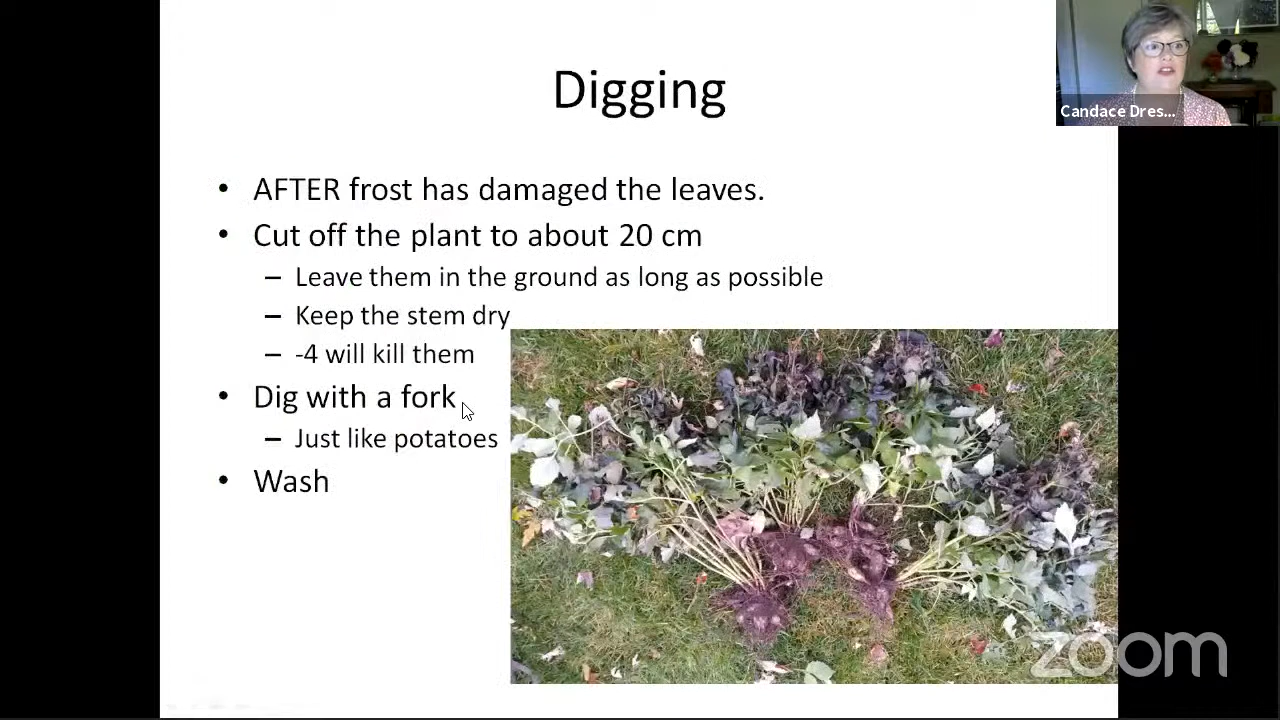 Digging
Candace Dres...
• AFTER frost has damaged the leaves.
• Cut off the plant to about 20 cm
– Leave them in the ground as long as possible
– Keep the stem dry
– -4 will kill them
• Dig with a fork
– Just like potatoes
• Wash
zoom